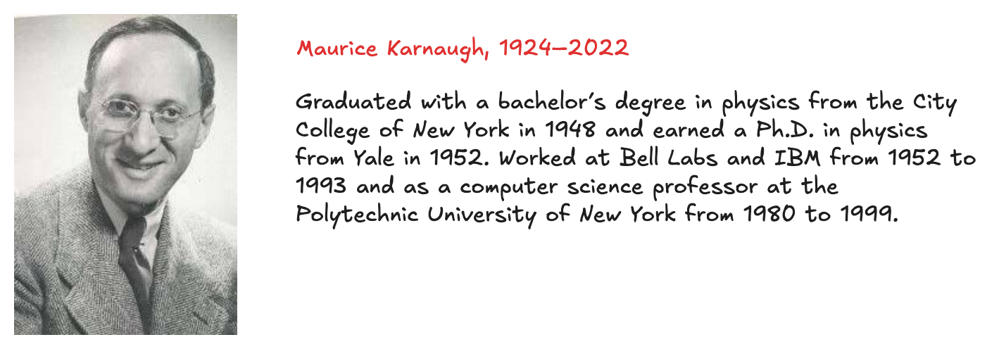 Maurice Karnaugh, 1924–2022
Graduated with a bachelor's degree in physics from the City
College of New York in 1948 and earned a Ph.D. in physics
from Yale in 1952. Worked at Bell Labs and IBM from 1952 to
1993 and as a computer science professor at the
Polytechnic University of New York from 1980 to 1999.